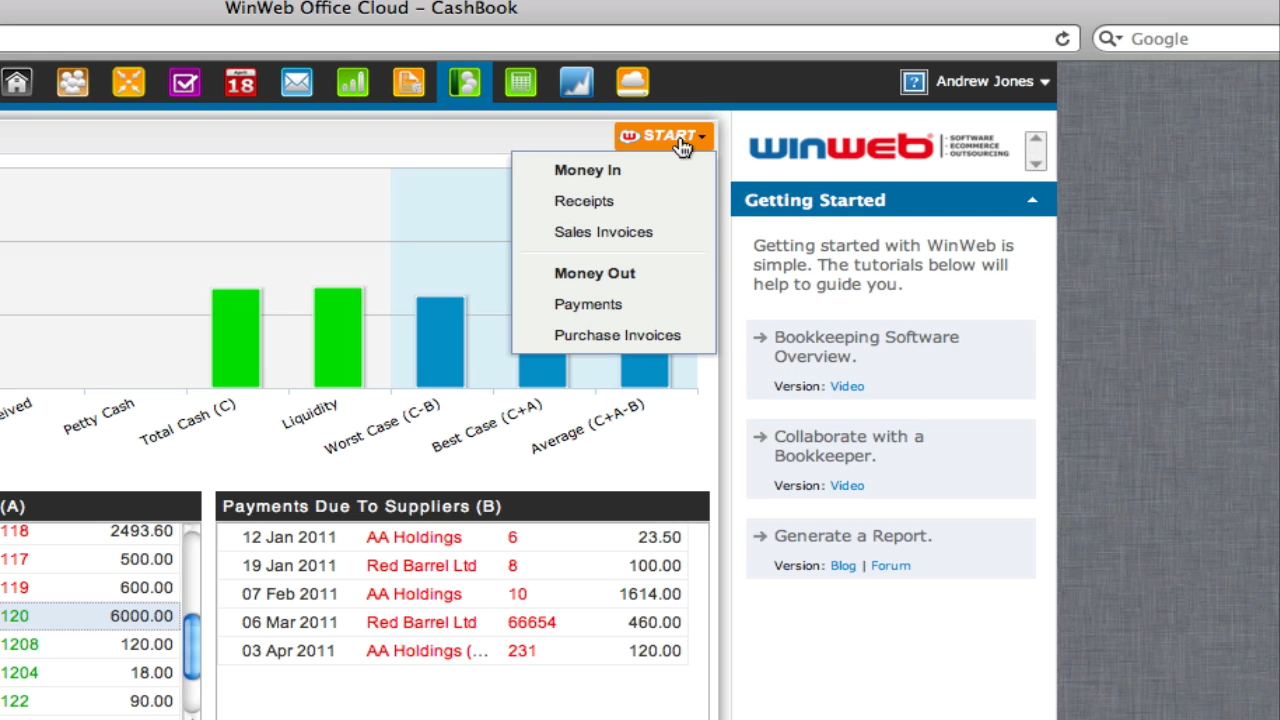 WinWeb Office Cloud – CashBook
Google
April
18
? Andrew Jones
w START
winweb
- SOFTWARE
- ECOMMERCE
- OUTSOURCING
Money In
Receipts
Sales Invoices
Money Out
Payments
Purchase Invoices
Getting Started
Getting started with WinWeb is
simple. The tutorials below will
help to guide you.
Bookkeeping Software
Overview.
Version: Video
Collaborate with a
Bookkeeper.
Version: Video
Generate a Report.
Version: Blog | Forum
eived
Petty Cash
Total Cash (C)
Liquidity
Worst Case (C-B)
Best Case (C+A)
Average (C+A-B)
(A)
118 2493.60
117 500.00
119 600.00
120 6000.00
1208 120.00
1204 18.00
122 90.00
Payments Due To Suppliers (B)
12 Jan 2011 AA Holdings 6 23.50
19 Jan 2011 Red Barrel Ltd 8 100.00
07 Feb 2011 AA Holdings 10 1614.00
06 Mar 2011 Red Barrel Ltd 66654 460.00
03 Apr 2011 AA Holdings (... 231 120.00